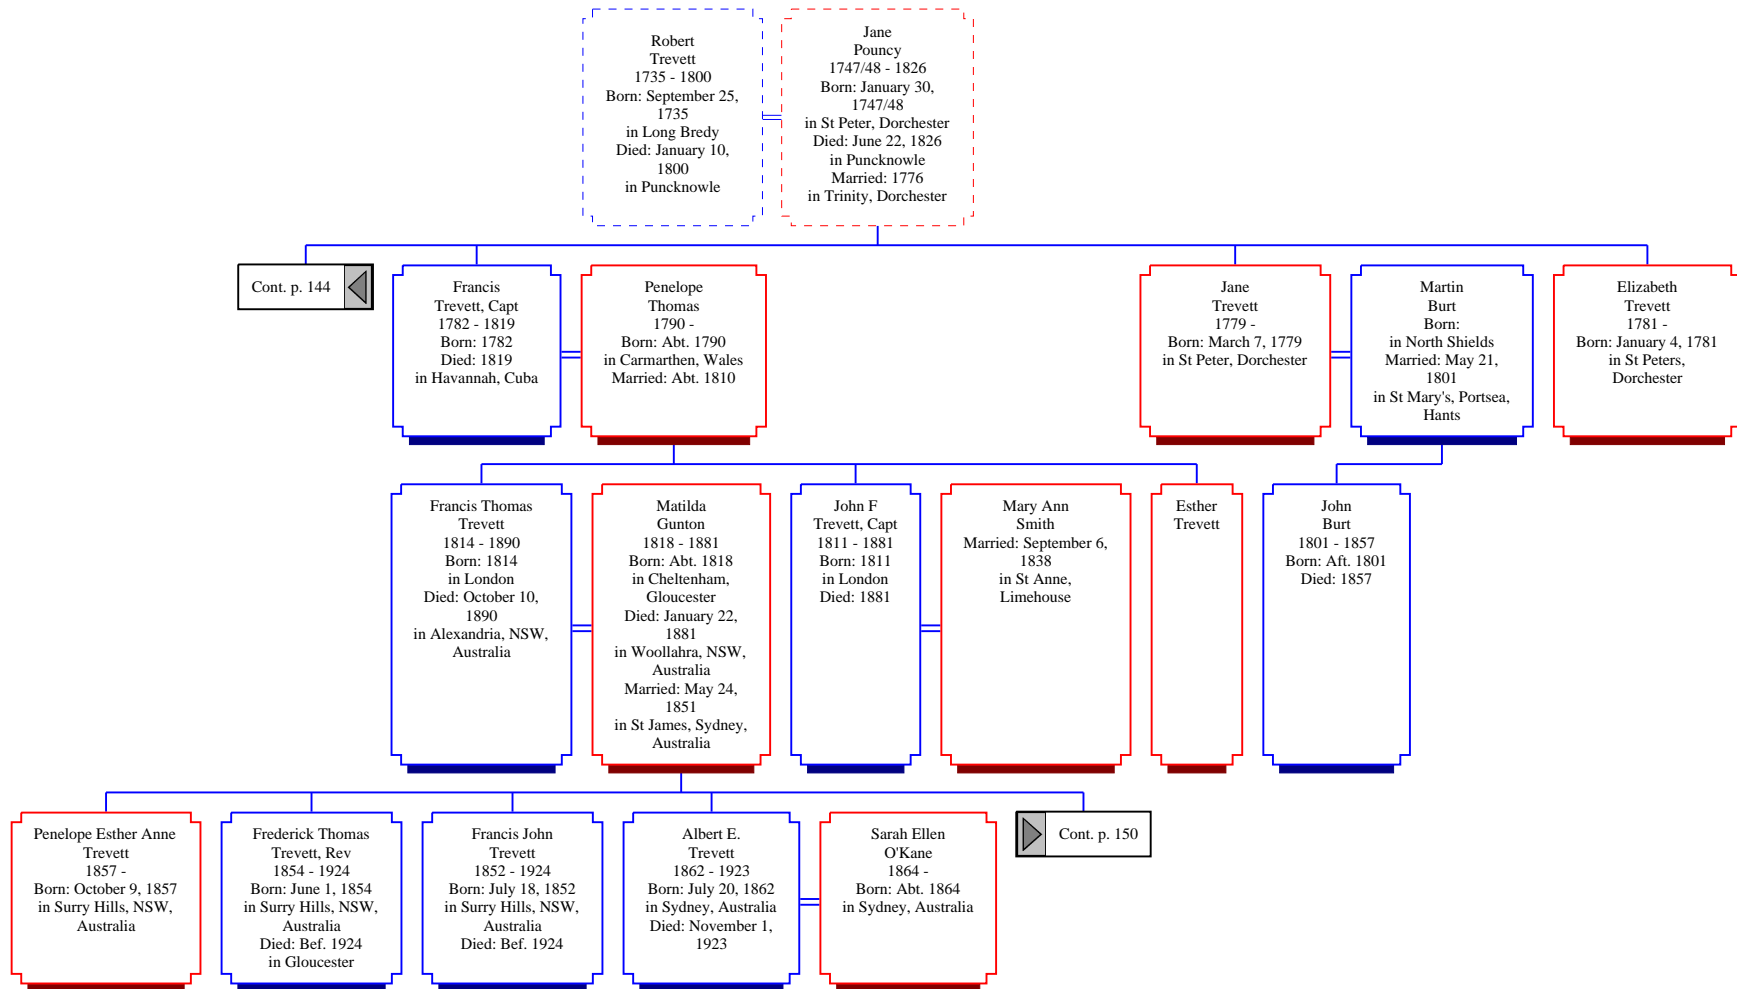 Robert
Trevett
1735 - 1800
Born: September 25,
1735
in Long Bredy
Died: January 10,
1800
in Puncknowle
Jane
Pouncy
1747/48 - 1826
Born: January 30,
1747/48
in St Peter, Dorchester
Died: June 22, 1826
in Puncknowle
Married: 1776
in Trinity, Dorchester
Cont. p. 144
Francis
Trevett, Capt
1782 - 1819
Born: 1782
Died: 1819
in Havannah, Cuba
Penelope
Thomas
1790 -
Born: Abt. 1790
in Carmarthen, Wales
Married: Abt. 1810
Jane
Trevett
1779 -
Born: March 7, 1779
in St Peter, Dorchester
Martin
Burt
Born:
in North Shields
Married: May 21,
1801
in St Mary's, Portsea,
Hants
Elizabeth
Trevett
1781 -
Born: January 4, 1781
in St Peters,
Dorchester
Francis Thomas
Trevett
1814 - 1890
Born: 1814
in London
Died: October 10,
1890
in Alexandria, NSW,
Australia
Matilda
Gunton
1818 - 1881
Born: Abt. 1818
in Cheltenham,
Gloucester
Died: January 22,
1881
in Woollahra, NSW,
Australia
Married: May 24,
1851
in St James, Sydney,
Australia
John F
Trevett, Capt
1811 - 1881
Born: 1811
in London
Died: 1881
Mary Ann
Smith
Married: September 6,
1838
in St Anne,
Limehouse
Esther
Trevett
John
Burt
1801 - 1857
Born: Aft. 1801
Died: 1857
Penelope Esther Anne
Trevett
1857 -
Born: October 9, 1857
in Surry Hills, NSW,
Australia
Frederick Thomas
Trevett, Rev
1854 - 1924
Born: June 1, 1854
in Surry Hills, NSW,
Australia
Died: Bef. 1924
in Gloucester
Francis John
Trevett
1852 - 1924
Born: July 18, 1852
in Surry Hills, NSW,
Australia
Died: Bef. 1924
Albert E.
Trevett
1862 - 1923
Born: July 20, 1862
in Sydney, Australia
Died: November 1,
1923
Sarah Ellen
O'Kane
1864 -
Born: Abt. 1864
in Sydney, Australia
Cont. p. 150